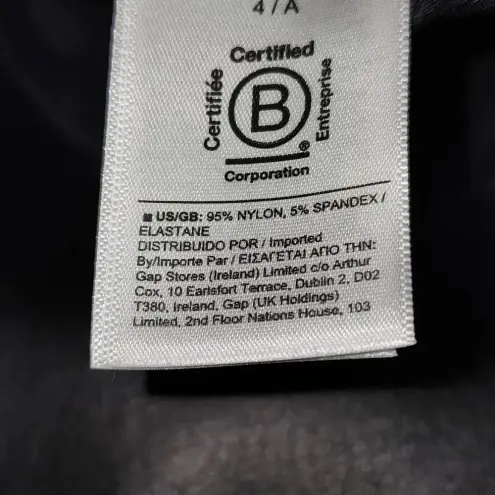 4 / A
Certified
Certifiée
B
Entreprise
®
Corporation
■ US/GB: 95% NYLON, 5% SPANDEX /
ELASTANE
DISTRIBUIDO POR / Imported
By/Importe Par / ΕΙΣΑΓΕΤΑΙ ΑΠΟ ΤΗΝ:
Gap Stores (Ireland) Limited c/o Arthur
Cox, 10 Earlsfort Terrace, Dublin 2, D02
T380, Ireland, Gap (UK Holdings)
Limited, 2nd Floor Nations House, 103